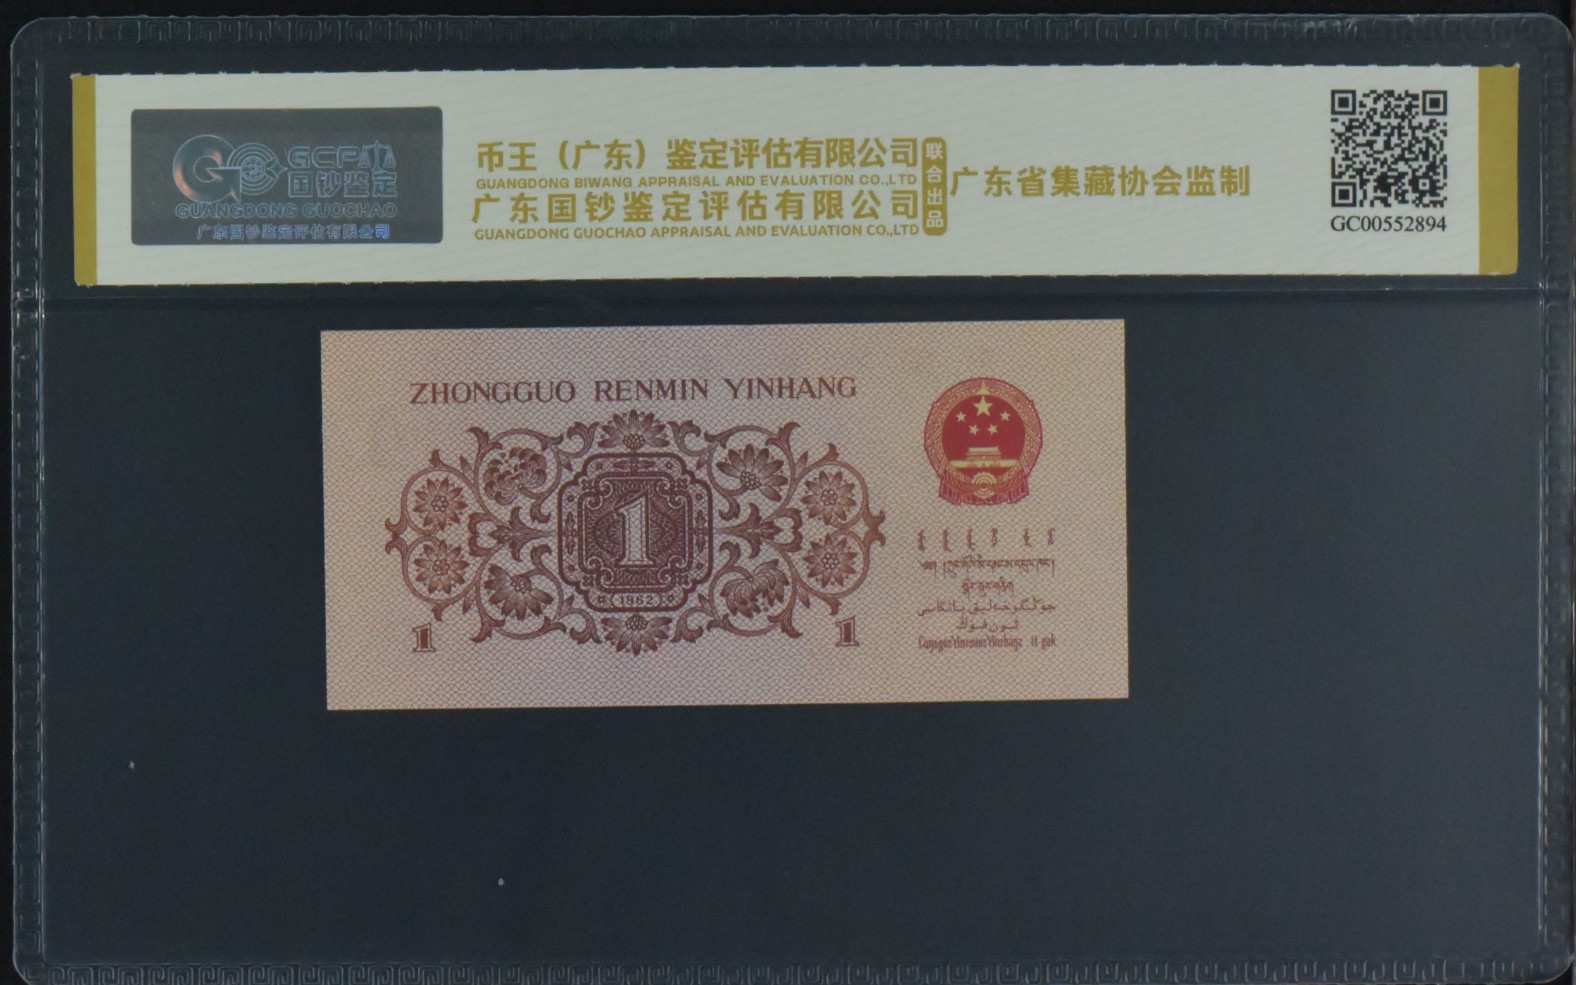 GCP
国钞鉴定
GUANGDONG GUOCHAO
广东国钞鉴定评估有限公司
币王（广东）鉴定评估有限公司
GUANGDONG BIWANG APPRAISAL AND EVALUATION CO.,LTD
广东国钞鉴定评估有限公司
GUANGDONG GUOCHAO APPRAISAL AND EVALUATION CO.,LTD
联合出品
广东省集藏协会监制
GC00552894
ZHONGGUO RENMIN YINHANG
1
1962
1
1